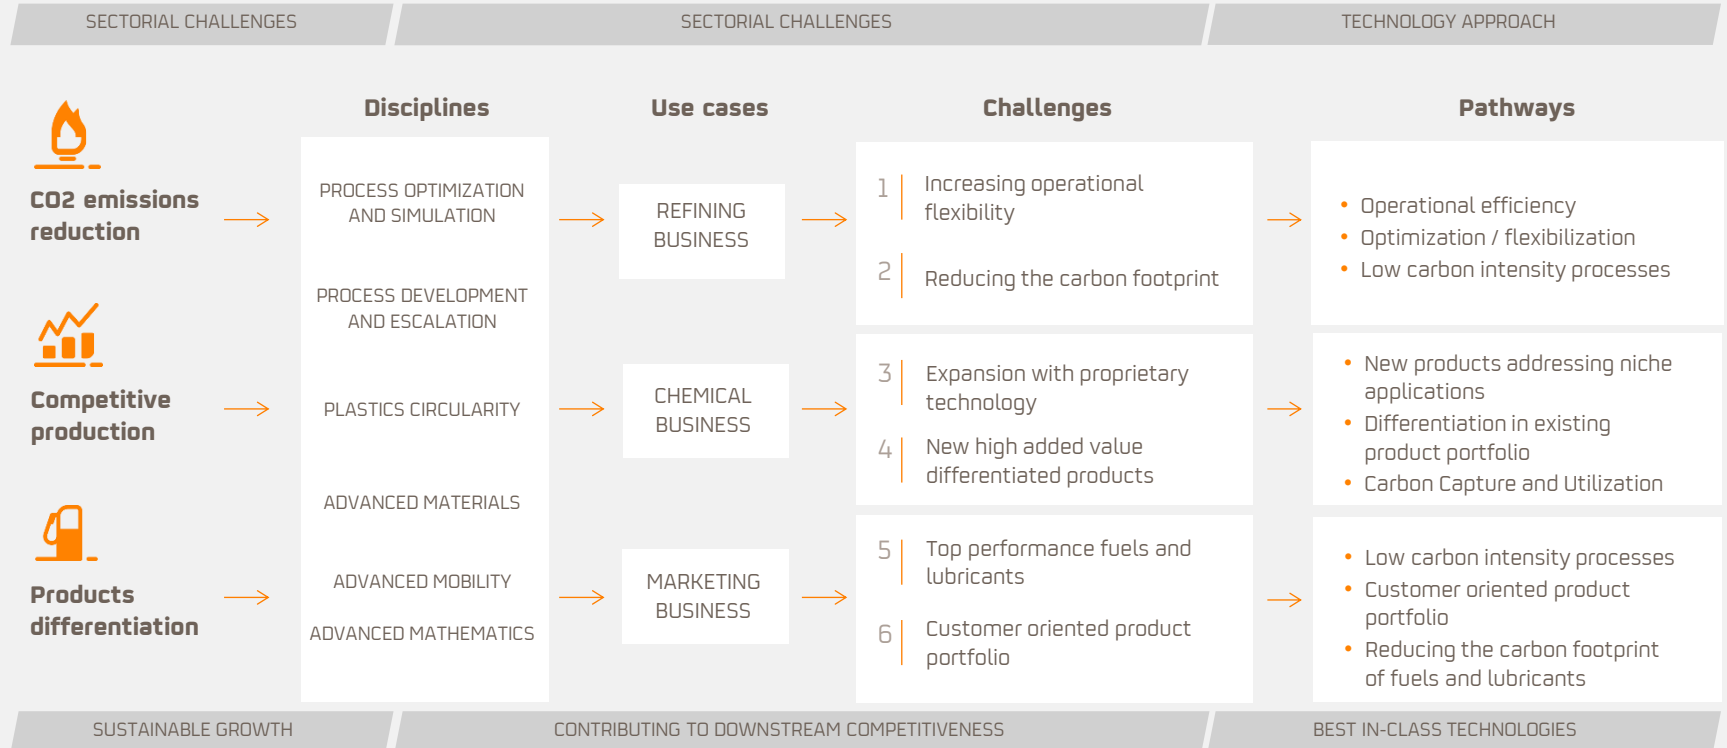 SECTORIAL CHALLENGES
SECTORIAL CHALLENGES
TECHNOLOGY APPROACH
CO2 emissions
reduction
Competitive
production
Products
differentiation
Disciplines
PROCESS OPTIMIZATION
AND SIMULATION
PROCESS DEVELOPMENT
AND ESCALATION
PLASTICS CIRCULARITY
ADVANCED MATERIALS
ADVANCED MOBILITY
ADVANCED MATHEMATICS
Use cases
REFINING
BUSINESS
CHEMICAL
BUSINESS
MARKETING
BUSINESS
Challenges
1 Increasing operational
flexibility
2 Reducing the carbon footprint
3 Expansion with proprietary
technology
4 New high added value
differentiated products
5 Top performance fuels and
lubricants
6 Customer oriented product
portfolio
Pathways
• Operational efficiency
• Optimization / flexibilization
• Low carbon intensity processes
• New products addressing niche
applications
• Differentiation in existing
product portfolio
• Carbon Capture and Utilization
• Low carbon intensity processes
• Customer oriented product
portfolio
• Reducing the carbon footprint
of fuels and lubricants
SUSTAINABLE GROWTH
CONTRIBUTING TO DOWNSTREAM COMPETITIVENESS
BEST IN-CLASS TECHNOLOGIES